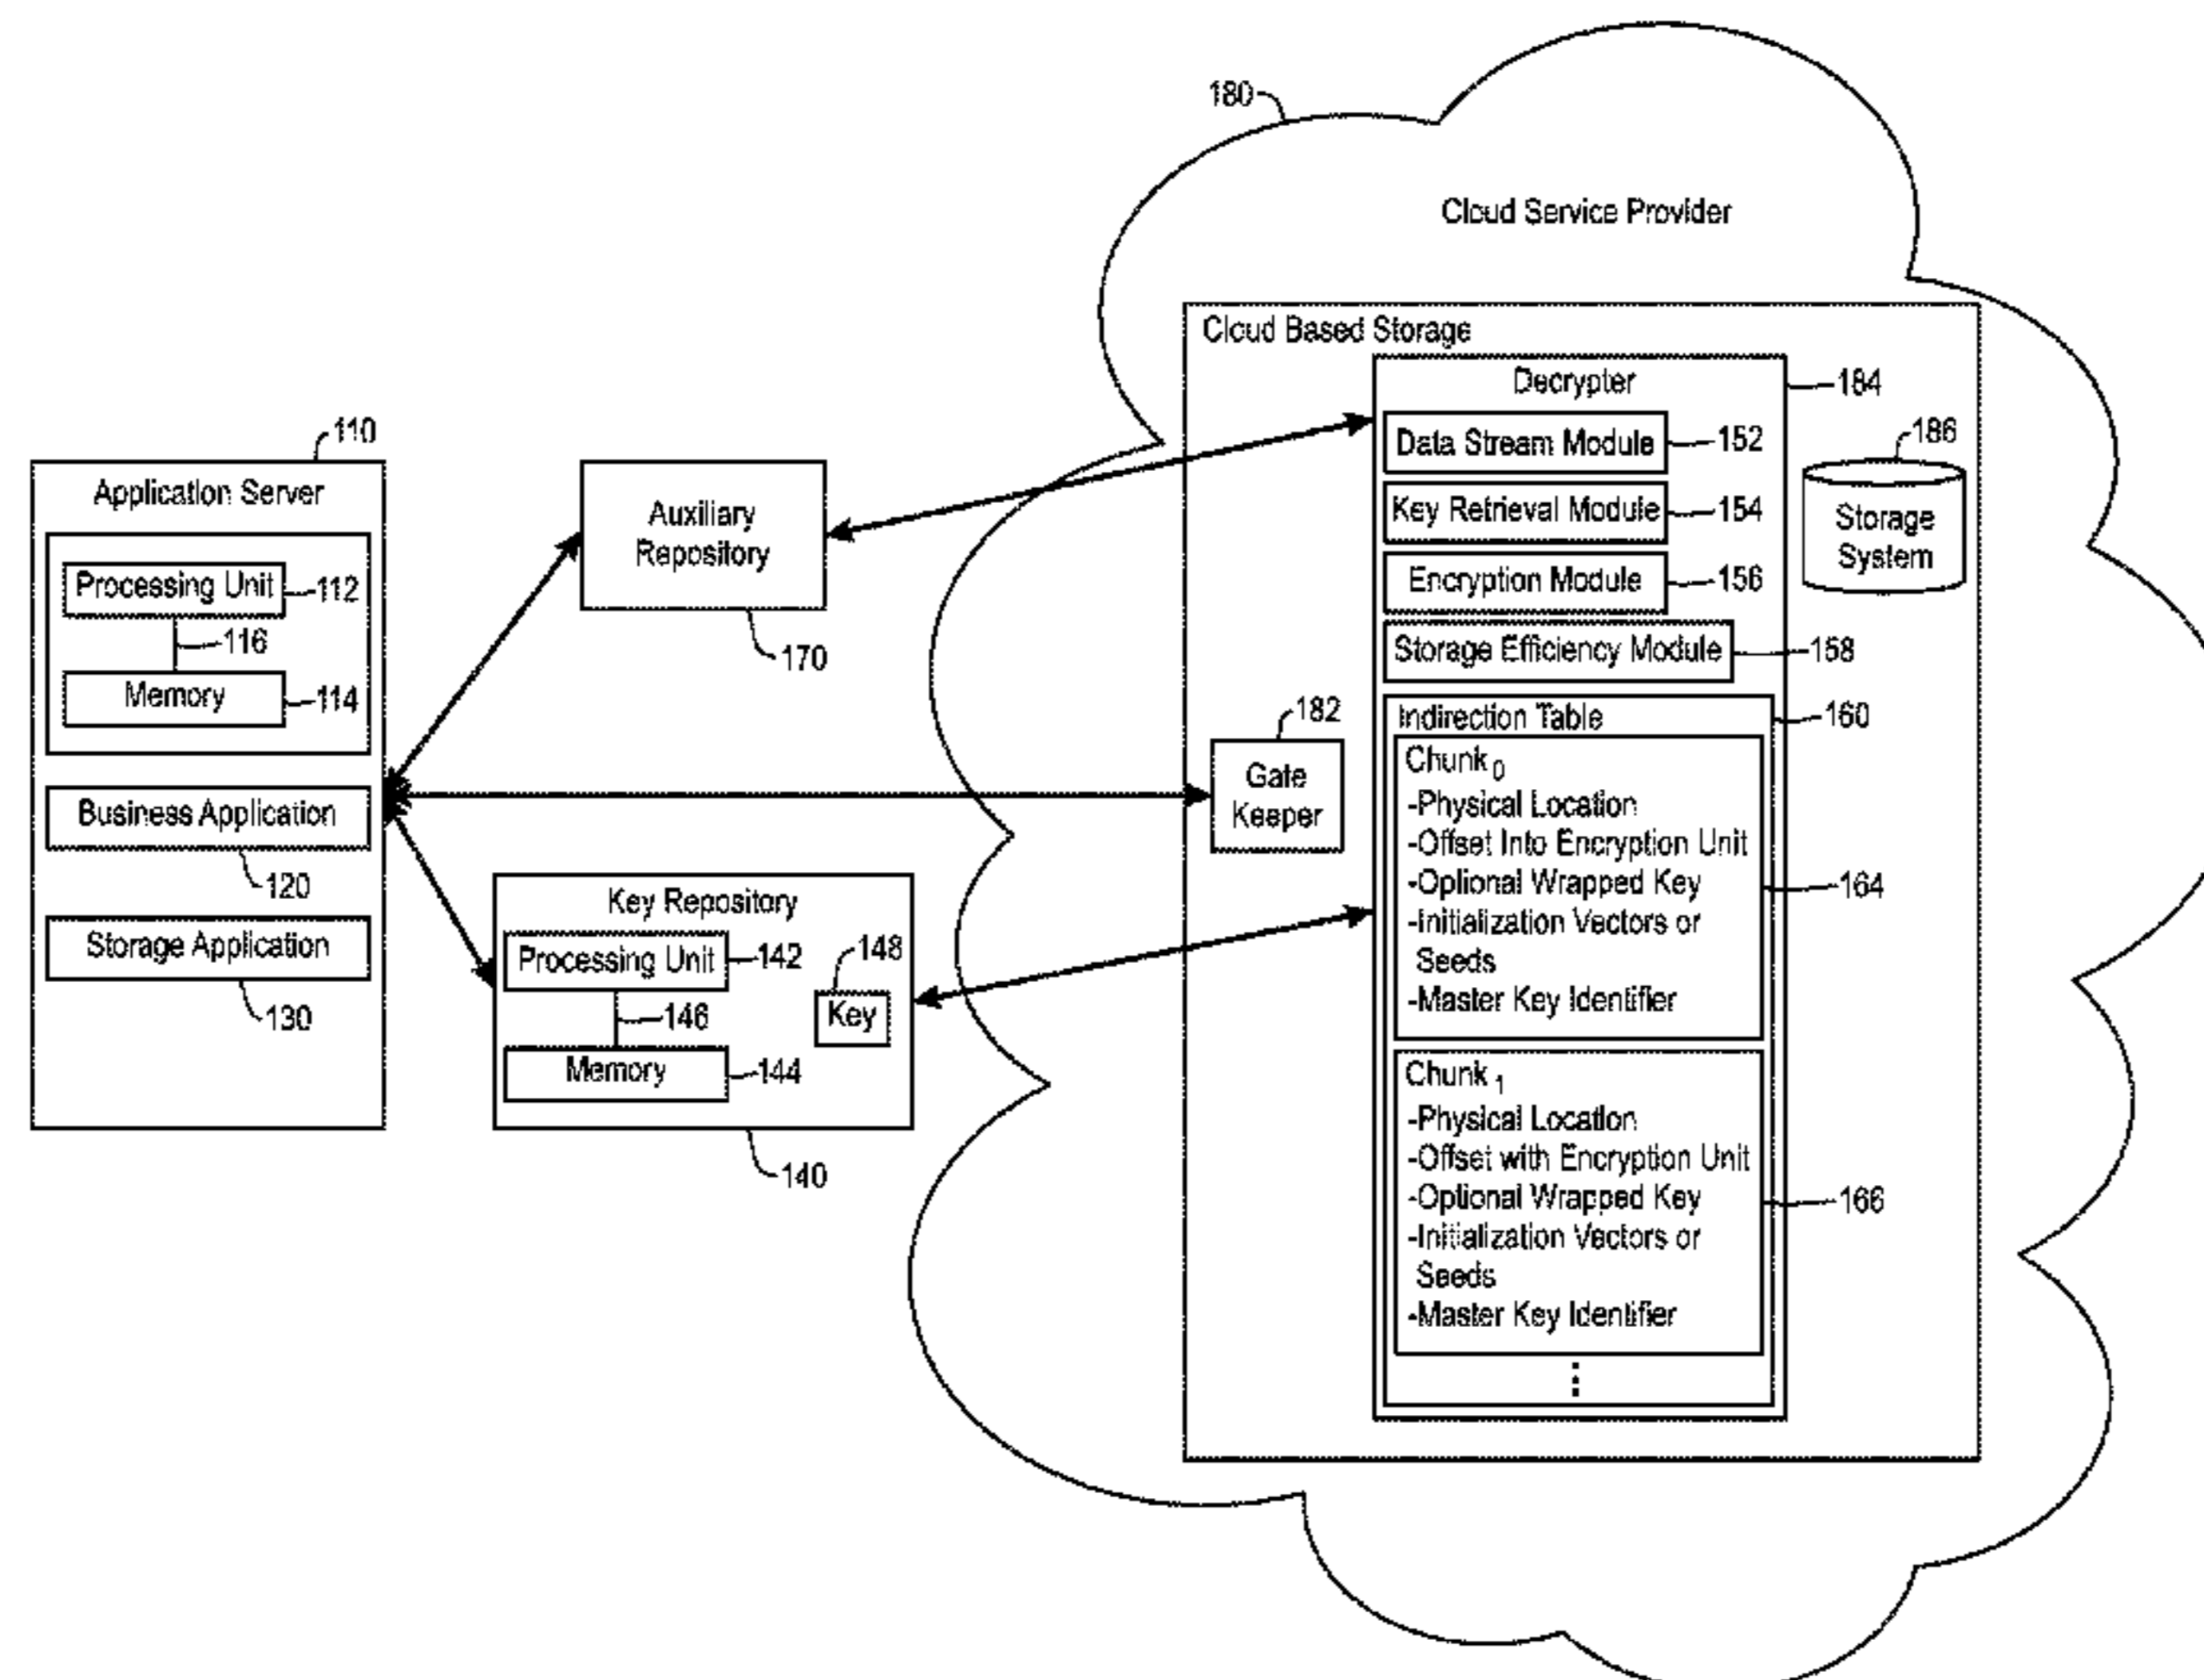 180
Cloud Service Provider
Cloud Based Storage
Decrypter
184
Data Stream Module
152
Key Retrieval Module
154
Encryption Module
156
Storage Efficiency Module
158
186
Storage
System
Indirection Table
160
Chunk 0
-Physical Location
-Offset Into Encryption Unit
-Optional Wrapped Key
-Initialization Vectors or
Seeds
-Master Key Identifier
164
Chunk 1
-Physical Location
-Offset with Encryption Unit
-Optional Wrapped Key
-Initialization Vectors or
Seeds
-Master Key Identifier
166
182
Gate
Keeper
110
Application Server
Processing Unit
112
116
Memory
114
Business Application
120
Storage Application
130
Auxiliary
Repository
170
Key Repository
Processing Unit
142
148
Key
146
Memory
144
140